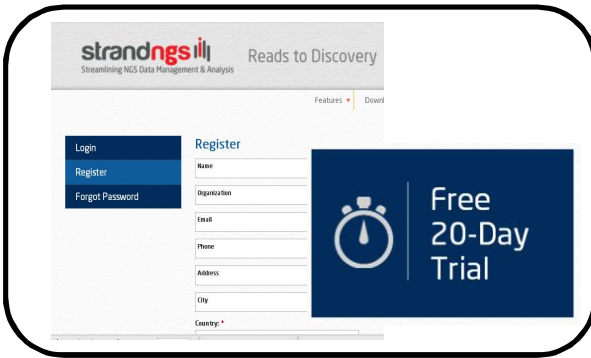 strandngs
Streamlining NGS Data Management & Analysis
Reads to Discovery
Features
Login
Register
Forgot Password
Register
Name
Organization
Email
Phone
Address
City
Country: *
Free
20-Day
Trial